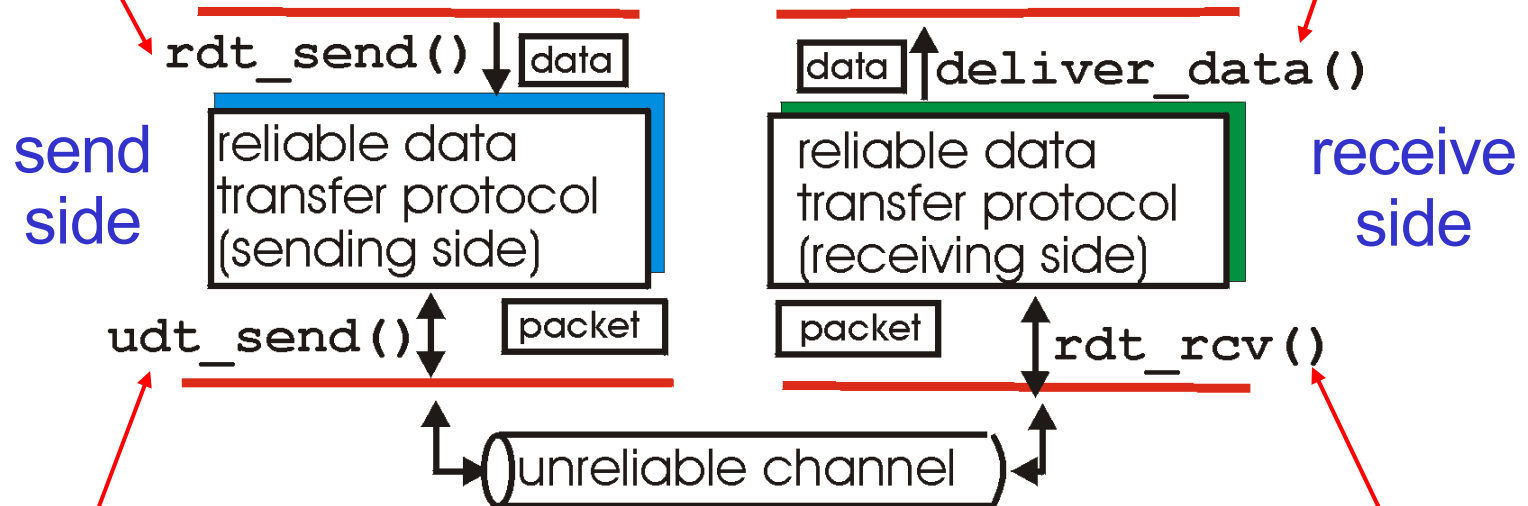 rdt_send()
data
data
deliver_data()
send
side
reliable data
transfer protocol
(sending side)
reliable data
transfer protocol
(receiving side)
receive
side
udt_send()
packet
packet
rdt_rcv()
unreliable channel